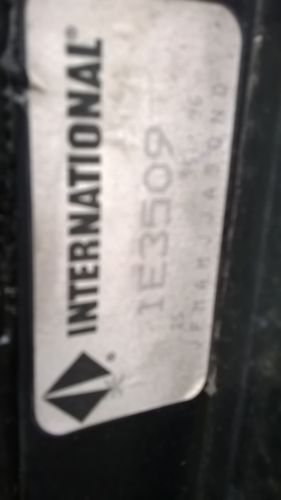 INTERNATIONAL®
1E3509
J F M A M J J A S O N D